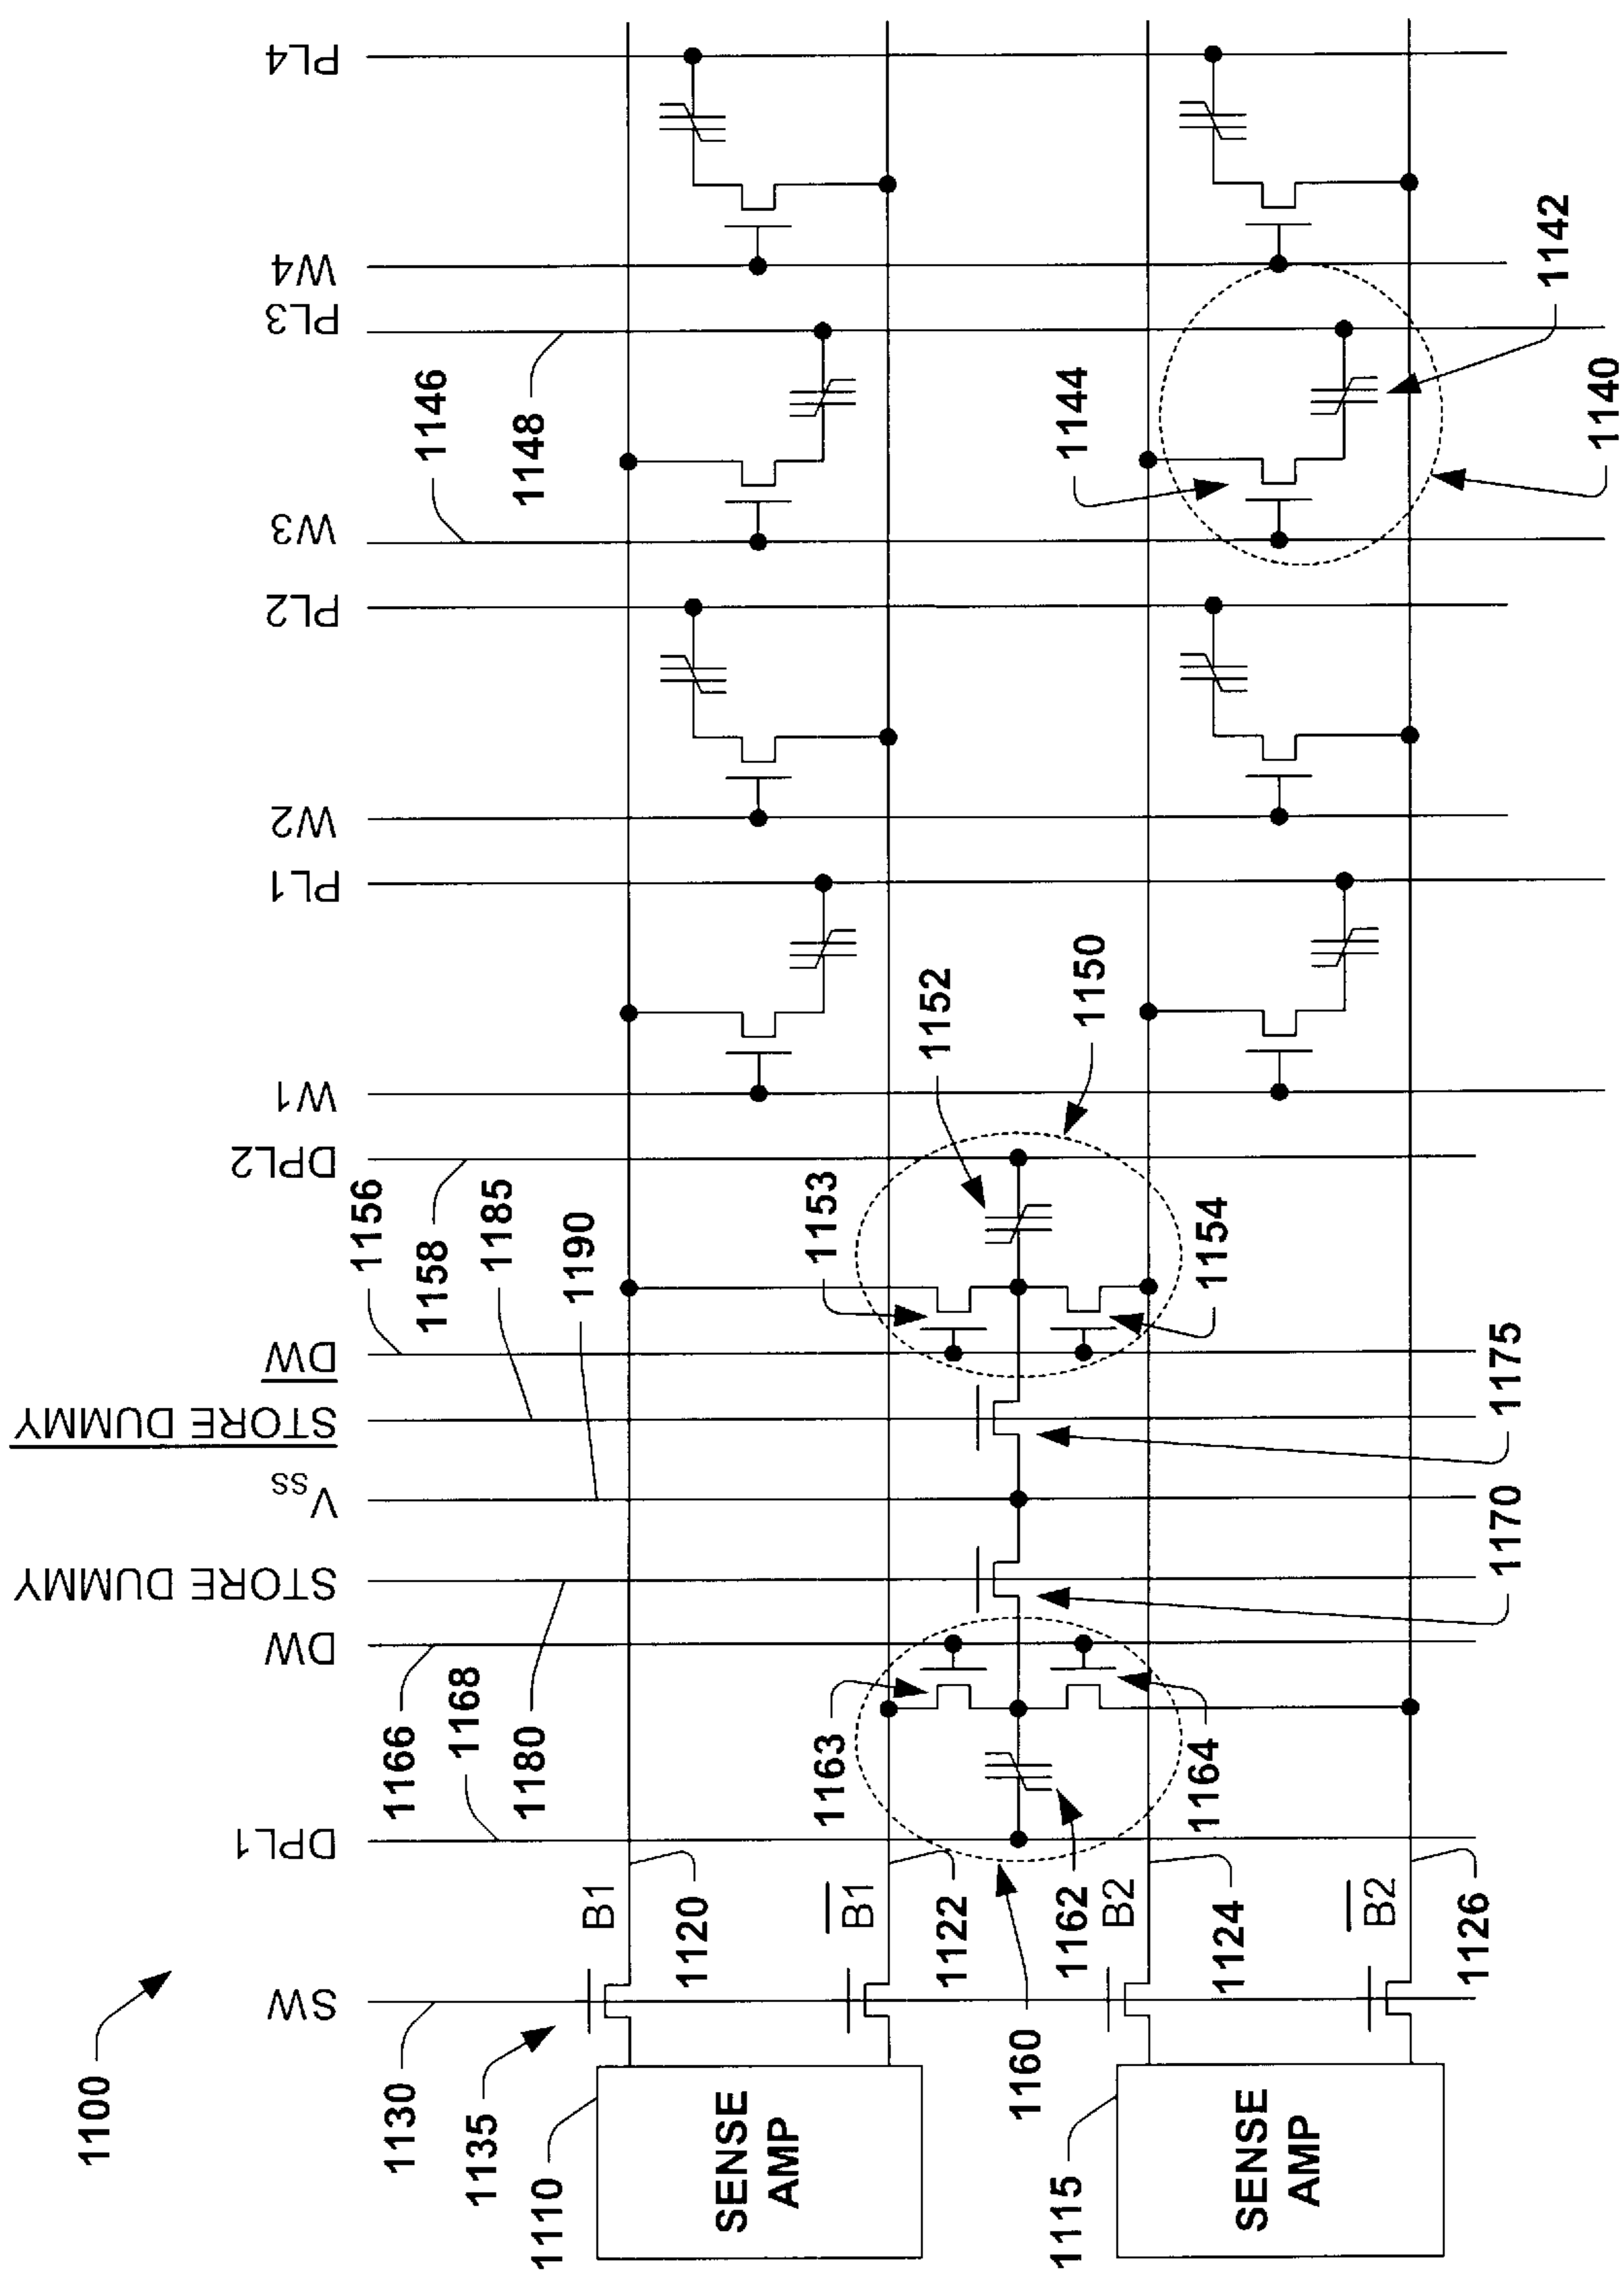 1100
SW
DPL1
DW
STORE DUMMY
VSS
STORE DUMMY
DW
DPL2
W1
PL1
W2
PL2
W3
PL3
W4
PL4
1130
1135
1110
1166
1168
1180
1156
1158
1185
1190
1146
1148
SENSE
AMP
B1
1120
B1
1122
1163
1153
1152
1150
1160
1162
1164
1154
1144
1142
1140
SENSE
AMP
1115
B2
1124
B2
1126
1170
1175